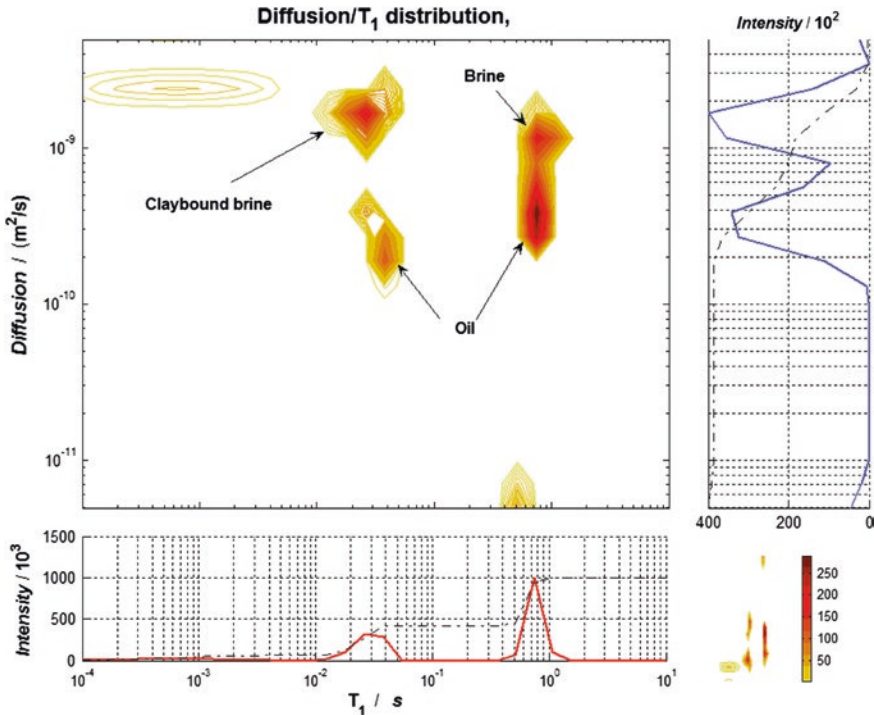 Diffusion/T1 distribution,
Intensity / 10²
Brine
10⁻⁹
Claybound brine
Diffusion / (m²/s)
10⁻¹⁰
Oil
10⁻¹¹
400 200 0
1500
1000
500
0
Intensity / 10³
10⁻⁴ 10⁻³ 10⁻² 10⁻¹ 10⁰ 10¹
T1 / s
250
200
150
100
50